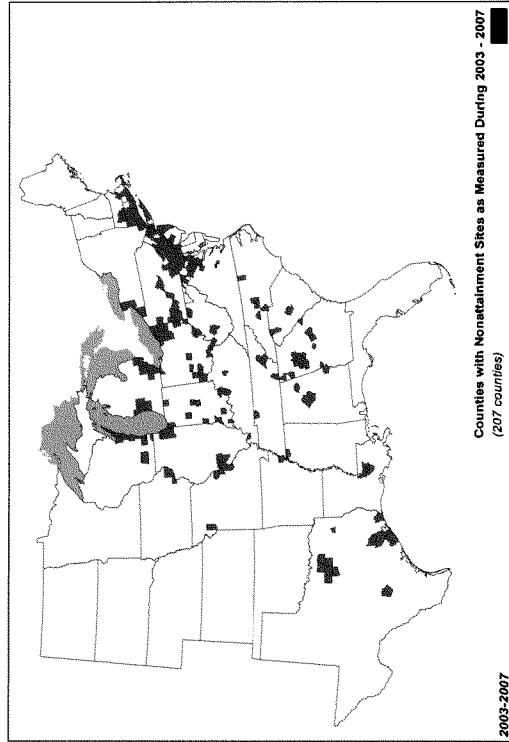 Counties with Nonattainment Sites as Measured During 2003 - 2007
(207 counties)
2003-2007